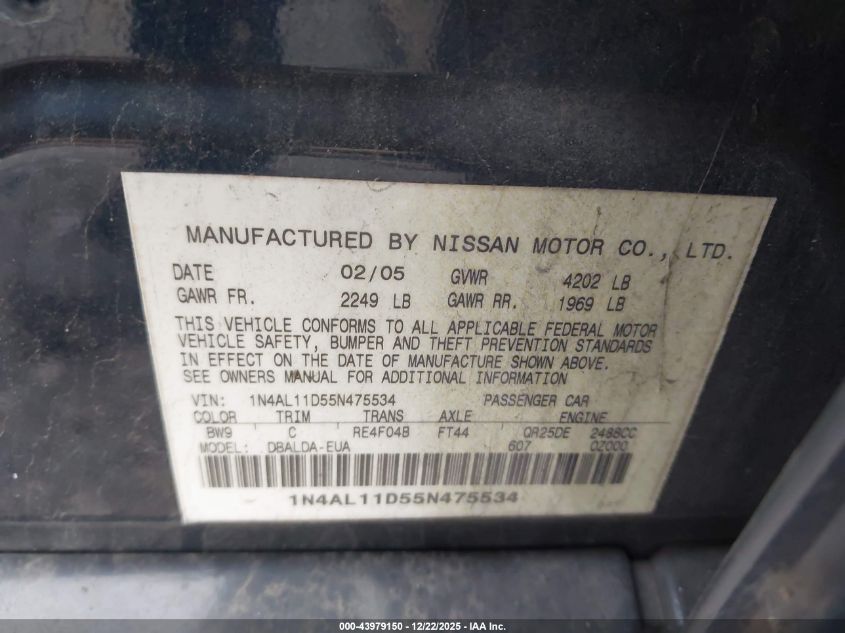 MANUFACTURED BY NISSAN MOTOR CO., LTD.
DATE 02/05 GVWR 4202 LB
GAWR FR. 2249 LB GAWR RR. 1969 LB
THIS VEHICLE CONFORMS TO ALL APPLICABLE FEDERAL MOTOR
VEHICLE SAFETY, BUMPER AND THEFT PREVENTION STANDARDS
IN EFFECT ON THE DATE OF MANUFACTURE SHOWN ABOVE.
SEE OWNERS MANUAL FOR ADDITIONAL INFORMATION
VIN: 1N4AL11D55N475534 PASSENGER CAR
COLOR TRIM TRANS AXLE ENGINE
BW9 C RE4F04B FT44 QR25DE 2488CC
MODEL: DBALDA-EUA 607 0Z000
1N4AL11D55N475534
000-43979150 - 12/22/2025 - IAA Inc.